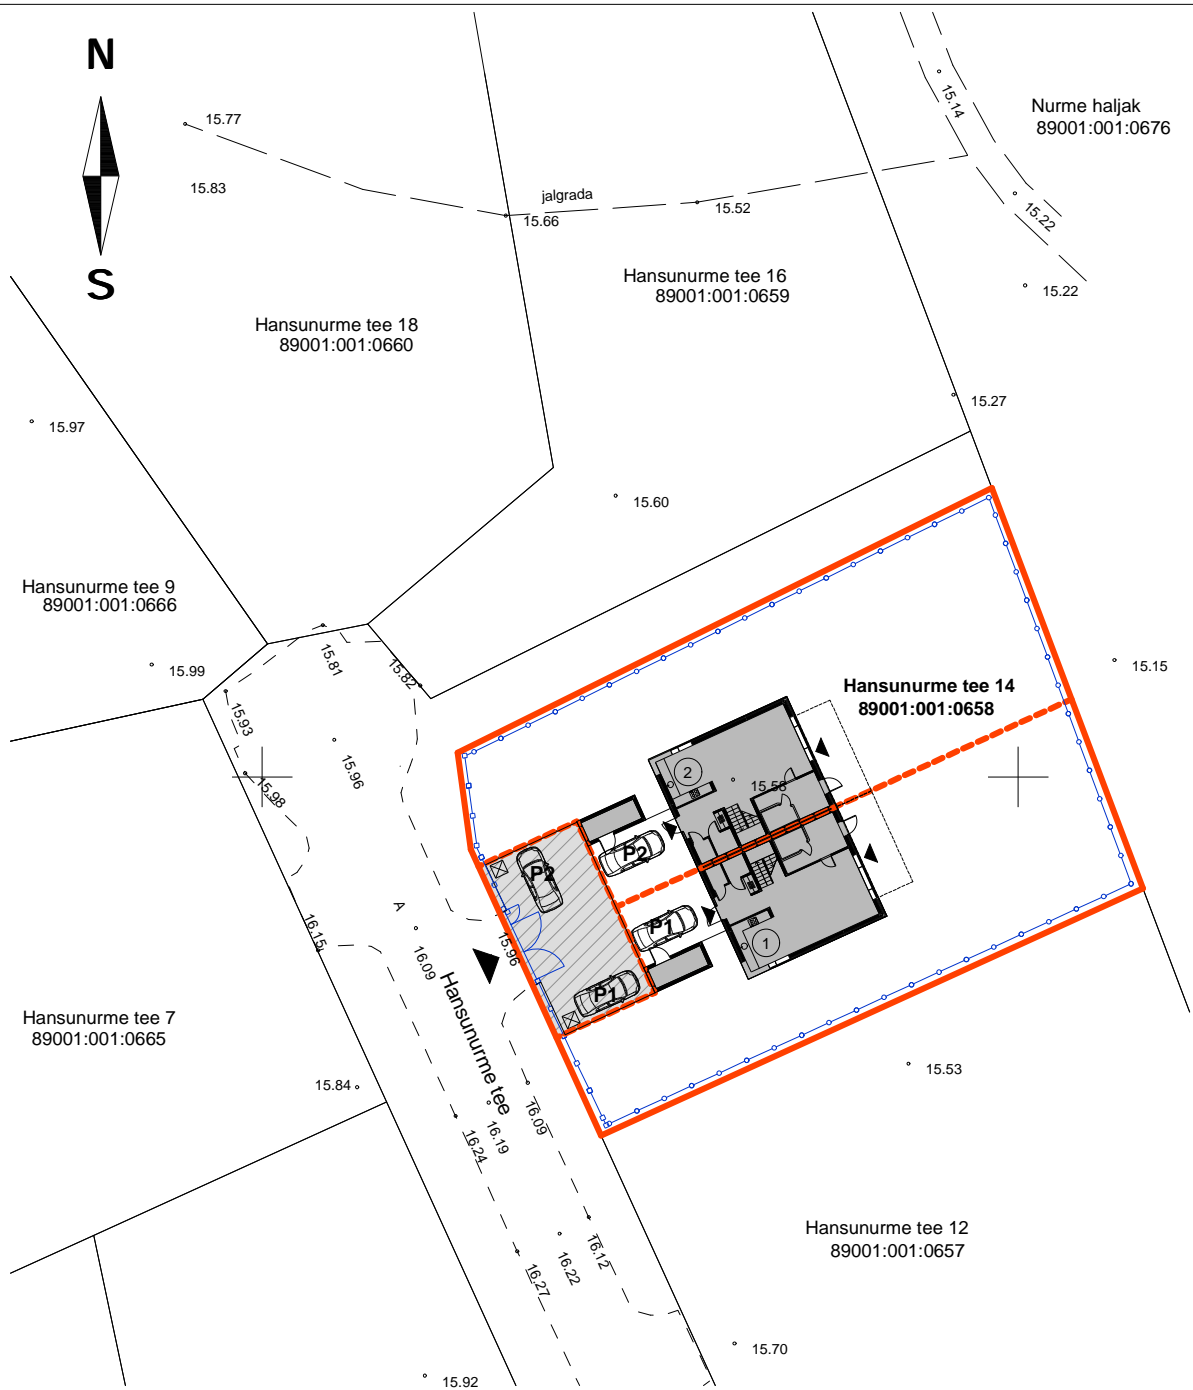 N
S
15.77
15.83
jalgrada
15.66
15.52
15.14
Nurme haljak
89001:001:0676
15.22
15.22
Hansunurme tee 16
89001:001:0659
Hansunurme tee 18
89001:001:0660
15.27
15.97
15.60
Hansunurme tee 9
89001:001:0666
15.99
15.81
15.82
15.15
Hansunurme tee 14
89001:001:0658
15.93
15.96
15.98
2
15.58
P2
P2
A
16.15
16.09
15.96
P1
1
P1
Hansunurme tee
Hansunurme tee 7
89001:001:0665
15.84
15.53
16.09
16.19
16.24
Hansunurme tee 12
89001:001:0657
16.12
16.22
16.27
15.70
15.92